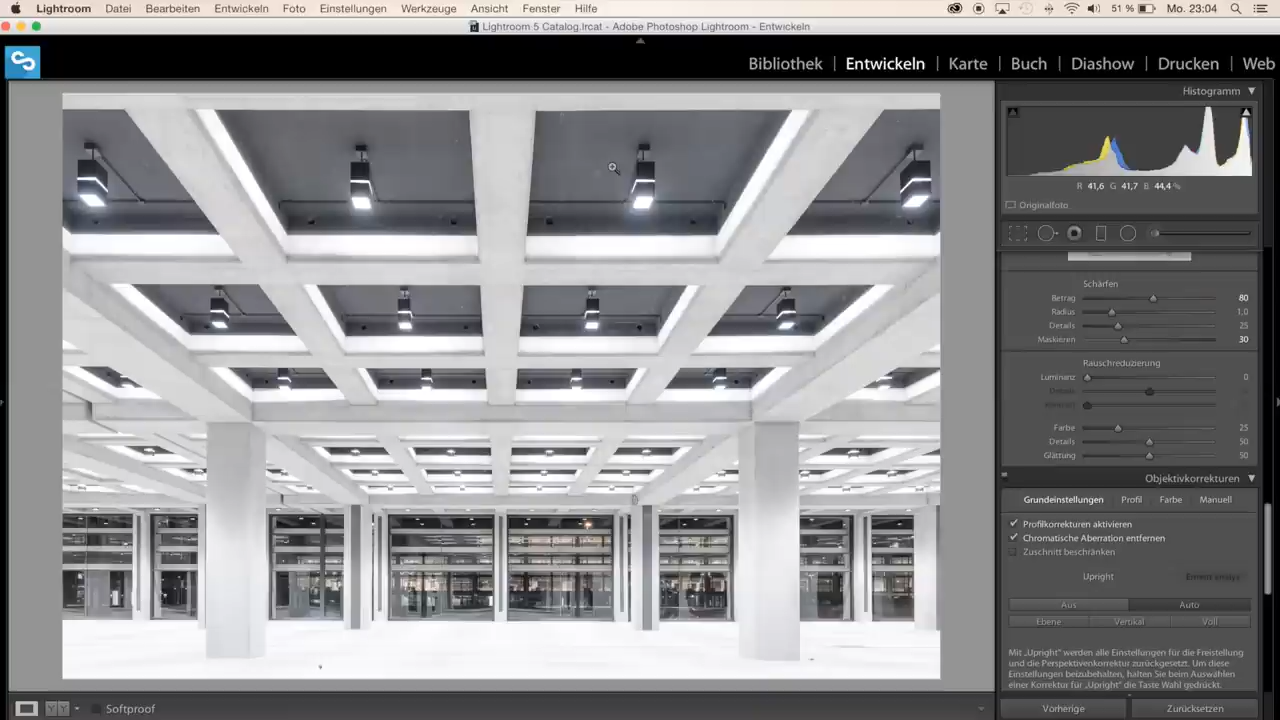 Lightroom Datei Bearbeiten Entwickeln Foto Einstellungen Werkzeuge Ansicht Fenster Hilfe 51 % Mo. 23:04
Lightroom 5 Catalog.lrcat - Adobe Photoshop Lightroom - Entwickeln
Bibliothek | Entwickeln | Karte | Buch | Diashow | Drucken | Web
Histogramm
R 41,6 G 41,7 B 44,4 %
Originalfoto
Schärfen
Betrag 80
Radius 1,0
Details 25
Maskieren 30
Rauschreduzierung
Luminanz 0
Details
Kontrast
Farbe 25
Details 50
Glättung 50
Objektivkorrekturen
Grundeinstellungen Profil Farbe Manuell
Profilkorrekturen aktivieren
Chromatische Aberration entfernen
Zuschnitt beschränken
Upright
Aus Auto
Ebene Vertikal Voll
Mit „Upright" werden alle Einstellungen für die Freistellung
und die Perspektivenkorrektur zurückgesetzt. Um diese
Einstellungen beizubehalten, halten Sie beim Auswählen
einer Korrektur für „Upright" die Taste Wahl gedrückt.
Vorherige Zurücksetzen
Y Y Softproof